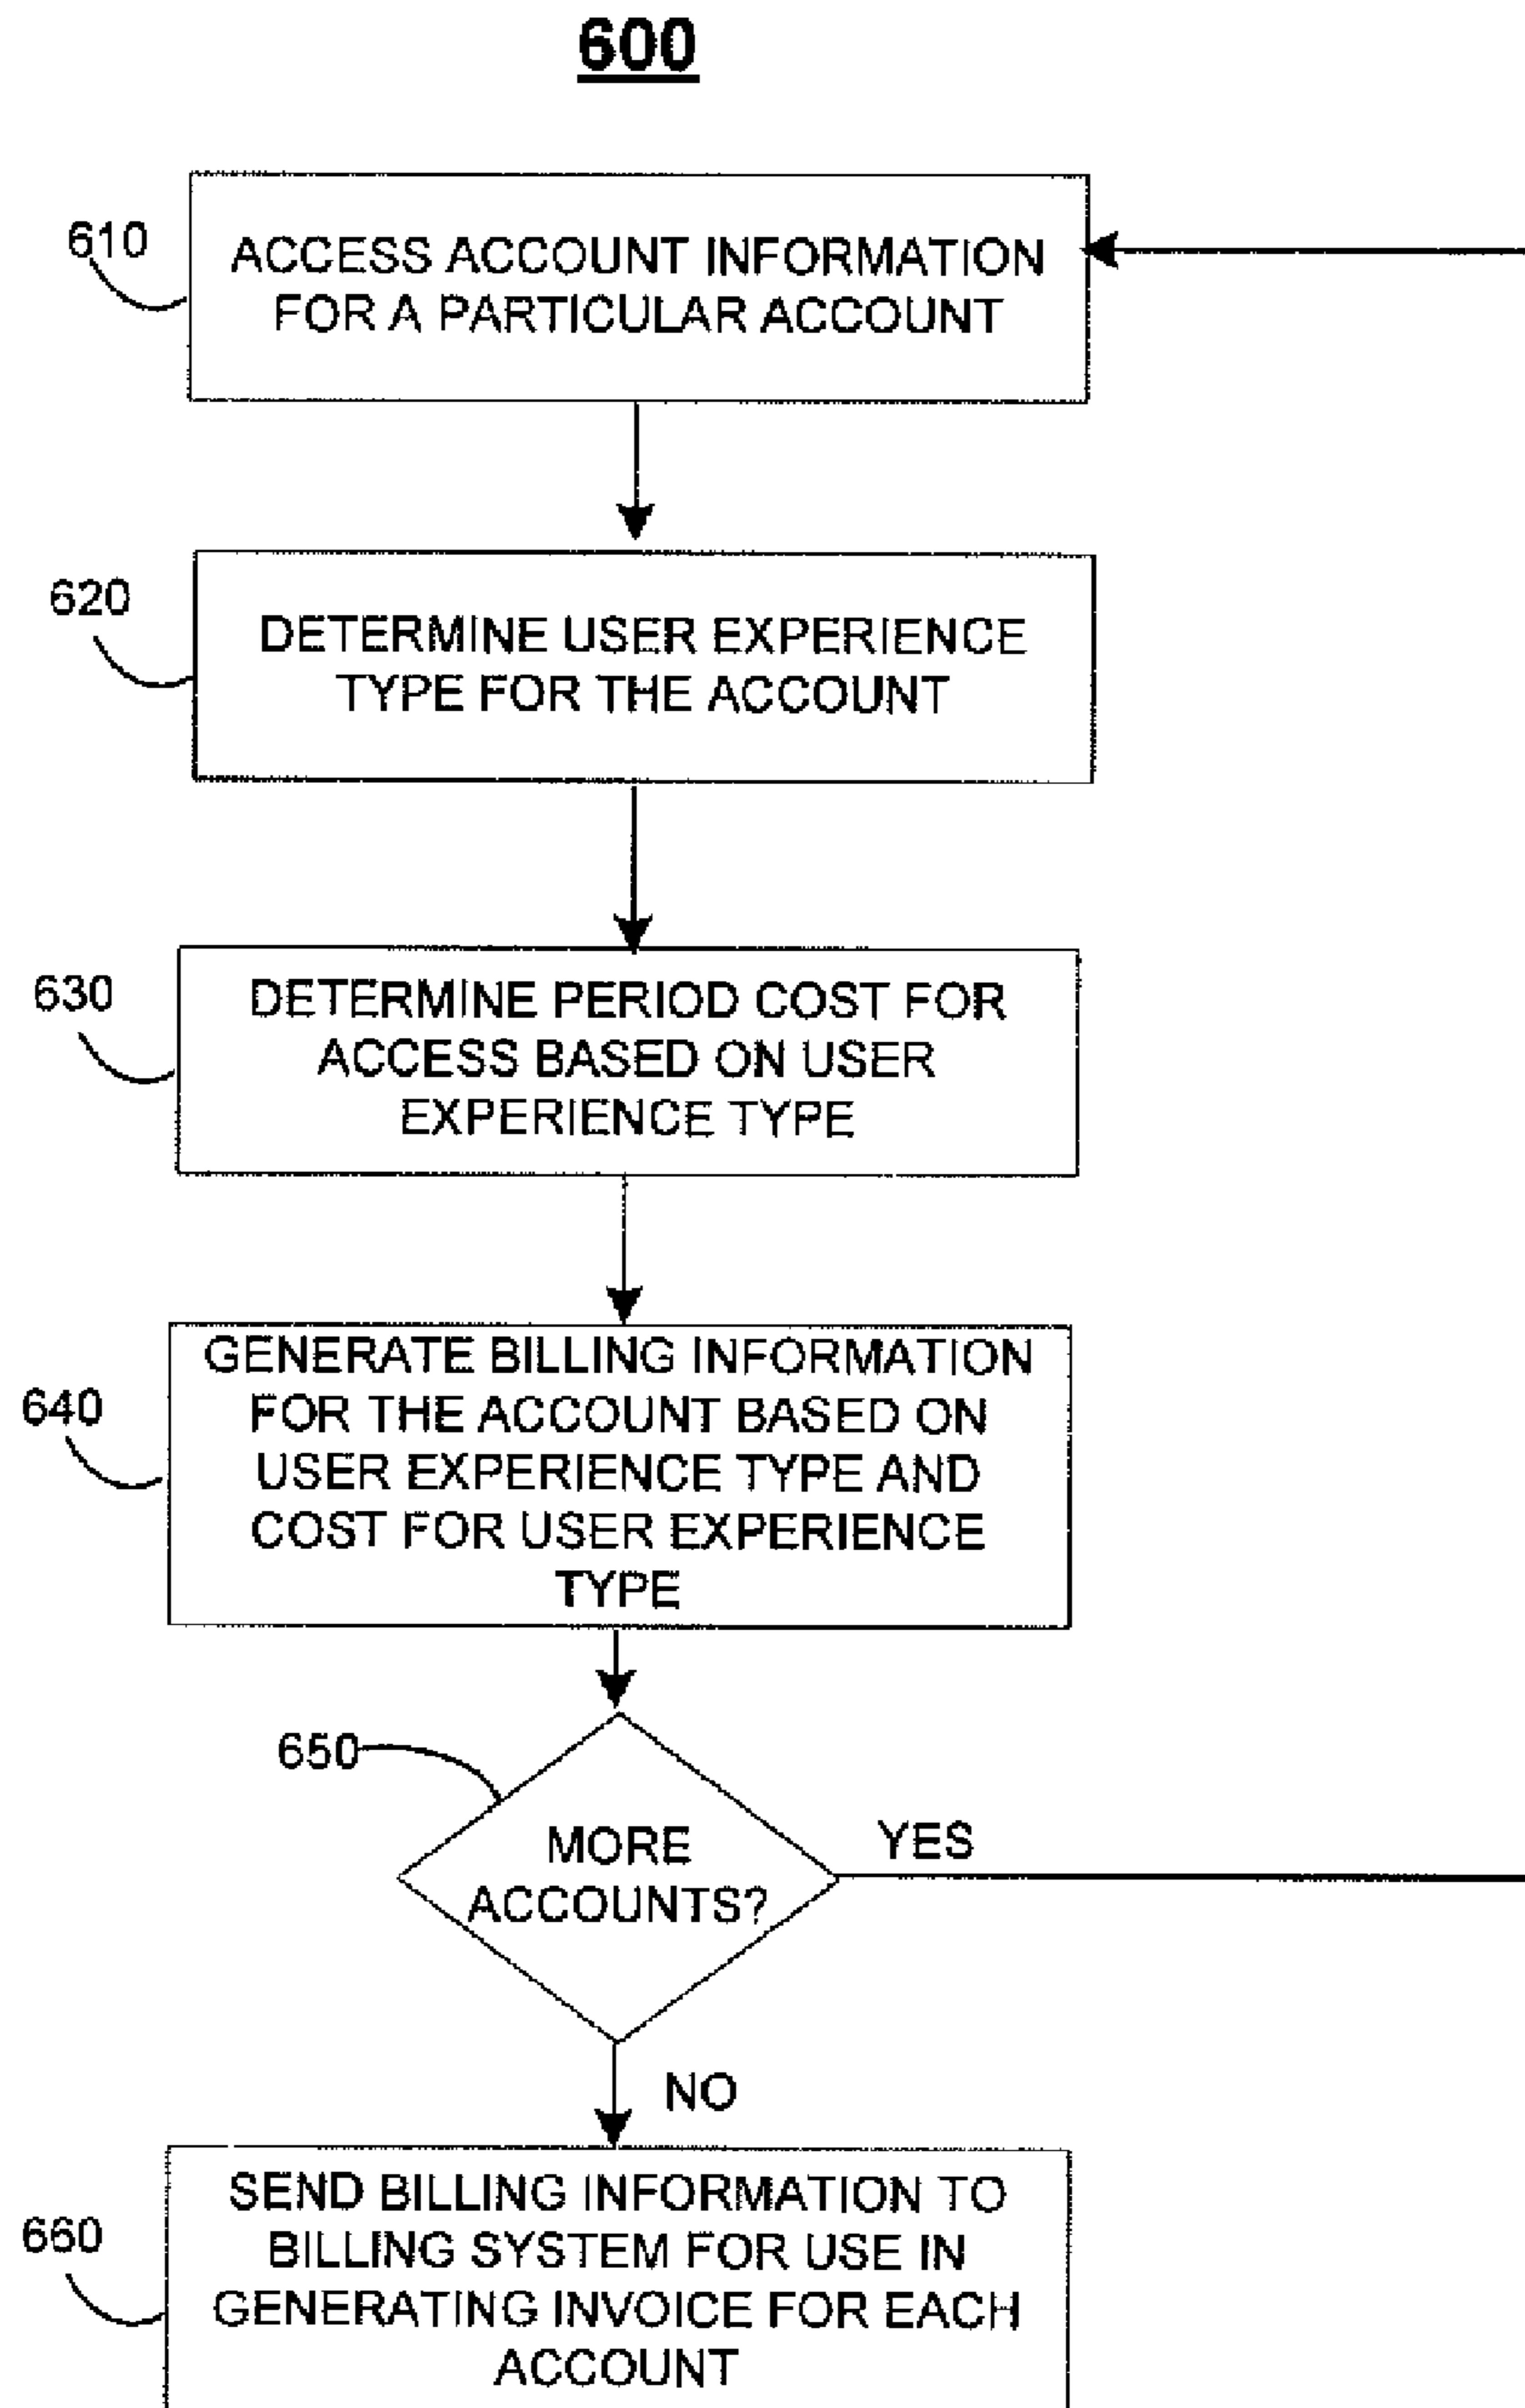 600
610
ACCESS ACCOUNT INFORMATION
FOR A PARTICULAR ACCOUNT
620
DETERMINE USER EXPERIENCE
TYPE FOR THE ACCOUNT
630
DETERMINE PERIOD COST FOR
ACCESS BASED ON USER
EXPERIENCE TYPE
640
GENERATE BILLING INFORMATION
FOR THE ACCOUNT BASED ON
USER EXPERIENCE TYPE AND
COST FOR USER EXPERIENCE
TYPE
650
MORE
ACCOUNTS?
YES
NO
660
SEND BILLING INFORMATION TO
BILLING SYSTEM FOR USE IN
GENERATING INVOICE FOR EACH
ACCOUNT